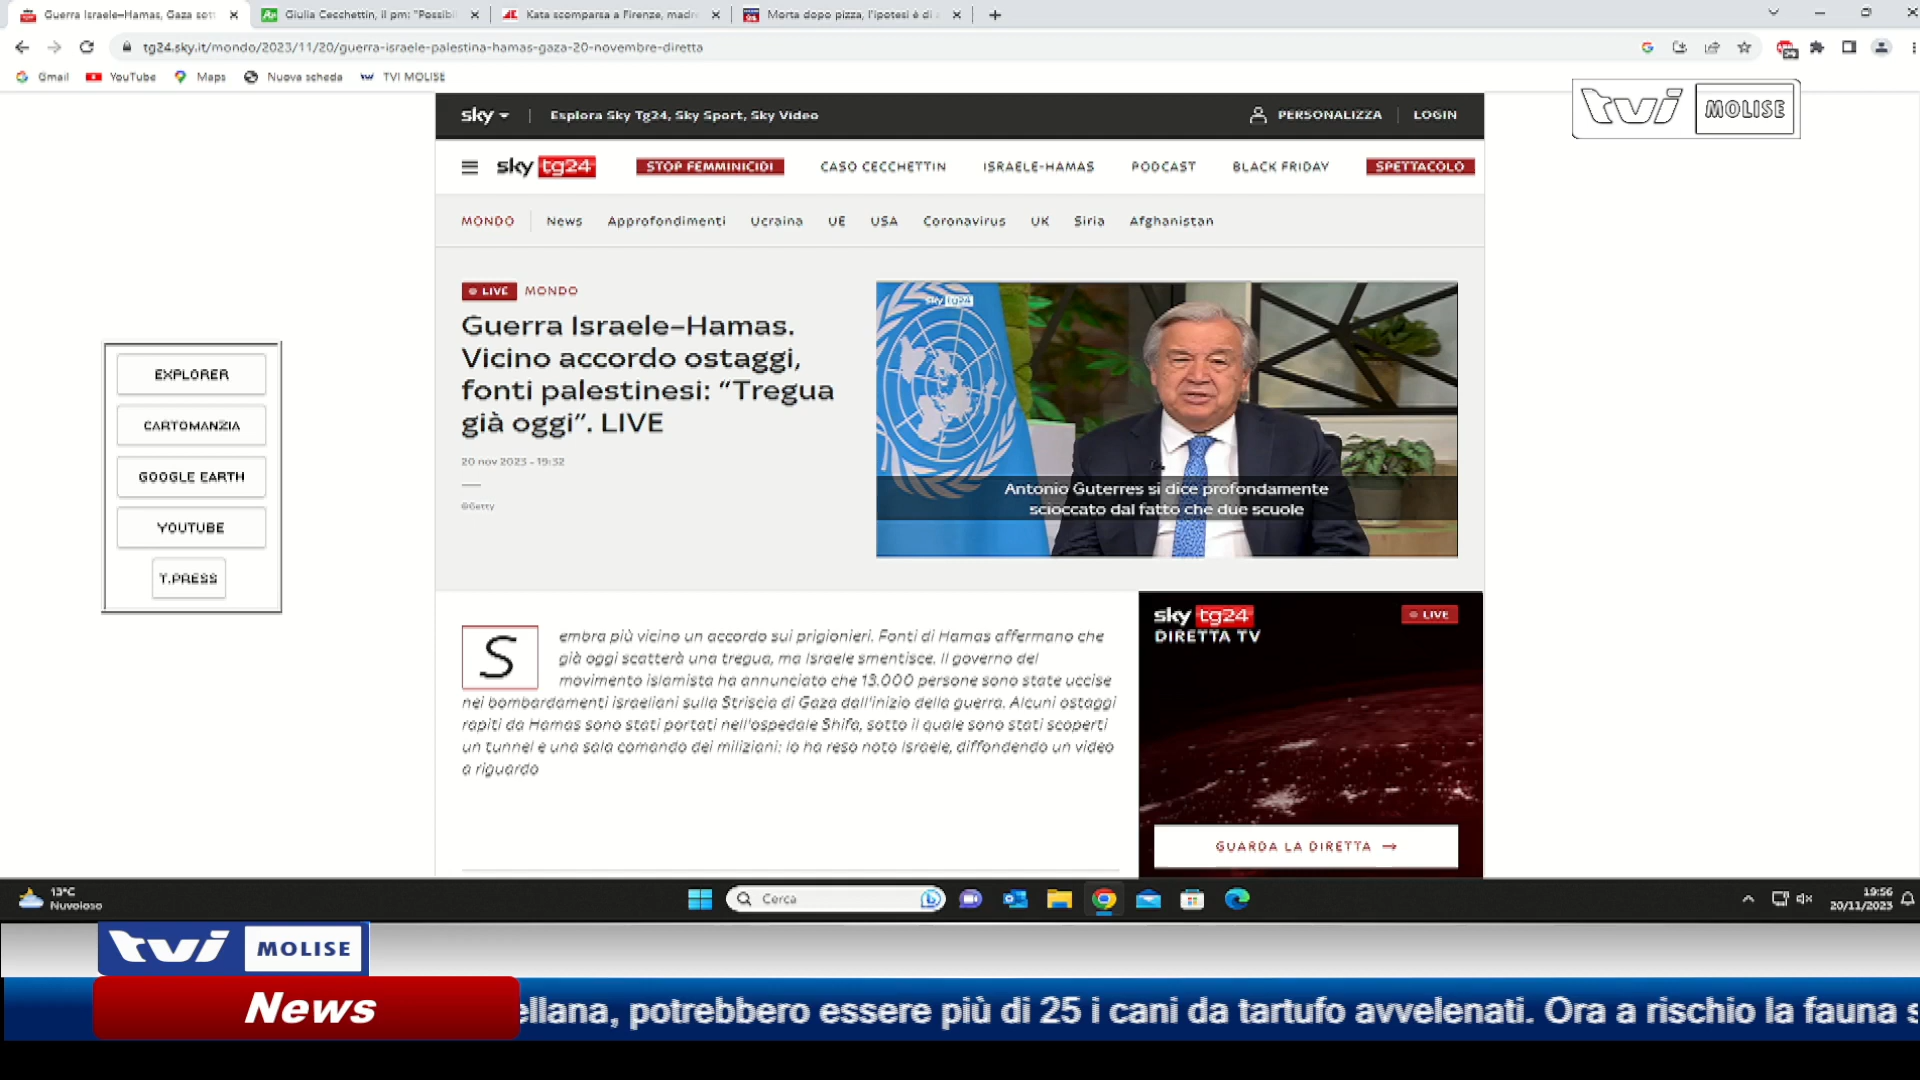 Guerra Israele-Hamas, Gaza sott
Giulia Cecchettin, il pm: "Possibil
Kata scomparsa a Firenze, madre
Morta dopo pizza, l'ipotesi è di
tg24.sky.it/mondo/2023/11/20/guerra-israele-palestina-hamas-gaza-20-novembre-diretta
Gmail YouTube Maps Nuova scheda TVI MOLISE
tvi MOLISE
sky Esplora Sky Tg24, Sky Sport, Sky Video PERSONALIZZA LOGIN
sky tg24 STOP FEMMINICIDI CASO CECCHETTIN ISRAELE-HAMAS PODCAST BLACK FRIDAY SPETTACOLO
MONDO News Approfondimenti Ucraina UE USA Coronavirus UK Siria Afghanistan
LIVE MONDO
Guerra Israele-Hamas.
Vicino accordo ostaggi,
fonti palestinesi: “Tregua
già oggi”. LIVE
20 nov 2023 - 19:32
©Getty
sky tg24
Antonio Guterres si dice profondamente
scioccato dal fatto che due scuole
EXPLORER
CARTOMANZIA
GOOGLE EARTH
YOUTUBE
T.PRESS
Sembra più vicino un accordo sui prigionieri. Fonti di Hamas affermano che
già oggi scatterà una tregua, ma Israele smentisce. Il governo del
movimento islamista ha annunciato che 13.000 persone sono state uccise
nei bombardamenti israeliani sulla Striscia di Gaza dall'inizio della guerra. Alcuni ostaggi
rapiti da Hamas sono stati portati nell'ospedale Shifa, sotto il quale sono stati scoperti
un tunnel e una sala comando dei miliziani: lo ha reso noto Israele, diffondendo un video
a riguardo
sky tg24 LIVE
DIRETTA TV
GUARDA LA DIRETTA →
13°C
Nuvoloso
Cerca
19:56
20/11/2023
tvi MOLISE
News
ellana, potrebbero essere più di 25 i cani da tartufo avvelenati. Ora a rischio la fauna s